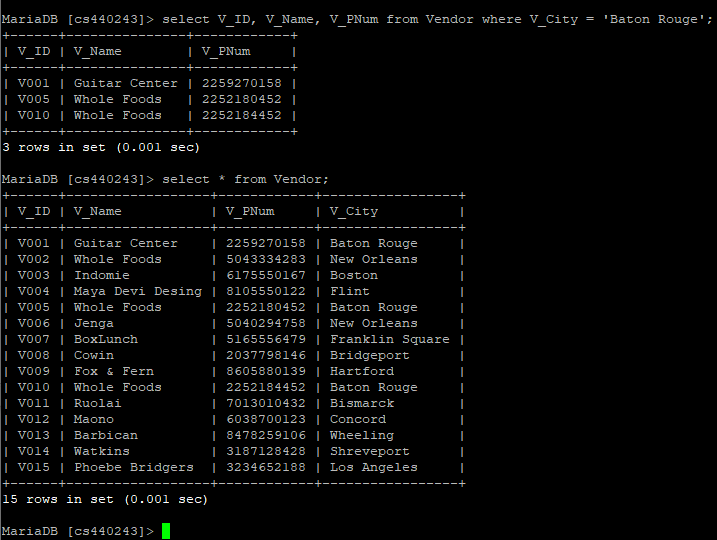 MariaDB [cs440243]> select V_ID, V_Name, V_PNum from Vendor where V_City = 'Baton Rouge';
+------+---------------+------------+
| V_ID | V_Name        | V_PNum     |
+------+---------------+------------+
| V001 | Guitar Center | 2259270158 |
| V005 | Whole Foods   | 2252180452 |
| V010 | Whole Foods   | 2252184452 |
+------+---------------+------------+
3 rows in set (0.001 sec)
MariaDB [cs440243]> select * from Vendor;
+------+------------------+------------+-----------------+
| V_ID | V_Name           | V_PNum     | V_City          |
+------+------------------+------------+-----------------+
| V001 | Guitar Center    | 2259270158 | Baton Rouge     |
| V002 | Whole Foods      | 5043334283 | New Orleans     |
| V003 | Indomie          | 6175550167 | Boston          |
| V004 | Maya Devi Desing | 8105550122 | Flint           |
| V005 | Whole Foods      | 2252180452 | Baton Rouge     |
| V006 | Jenga            | 5040294758 | New Orleans     |
| V007 | BoxLunch         | 5165556479 | Franklin Square |
| V008 | Cowin            | 2037798146 | Bridgeport      |
| V009 | Fox & Fern       | 8605880139 | Hartford        |
| V010 | Whole Foods      | 2252184452 | Baton Rouge     |
| V011 | Ruolai           | 7013010432 | Bismarck        |
| V012 | Maono            | 6038700123 | Concord         |
| V013 | Barbican         | 8478259106 | Wheeling        |
| V014 | Watkins          | 3187128428 | Shreveport      |
| V015 | Phoebe Bridgers  | 3234652188 | Los Angeles     |
+------+------------------+------------+-----------------+
15 rows in set (0.001 sec)
MariaDB [cs440243]>